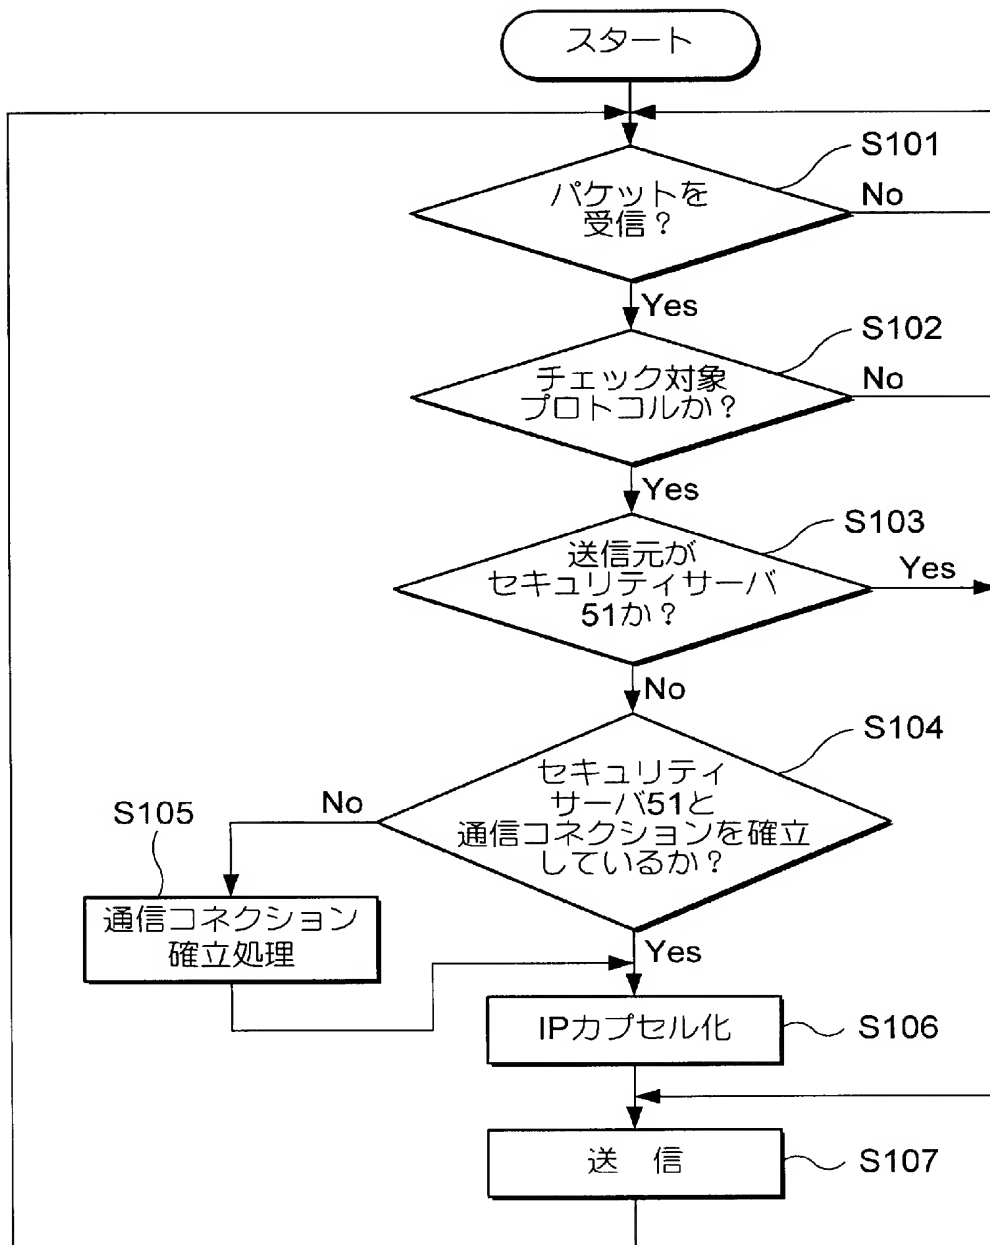 スタート
S101
パケットを
受信？
No
Yes
S102
チェック対象
プロトコルか？
No
Yes
S103
送信元が
セキュリティサーバ
51か？
Yes
No
S104
セキュリティ
サーバ51と
通信コネクションを確立
しているか？
No
S105
通信コネクション
確立処理
Yes
IPカプセル化
S106
送　信
S107